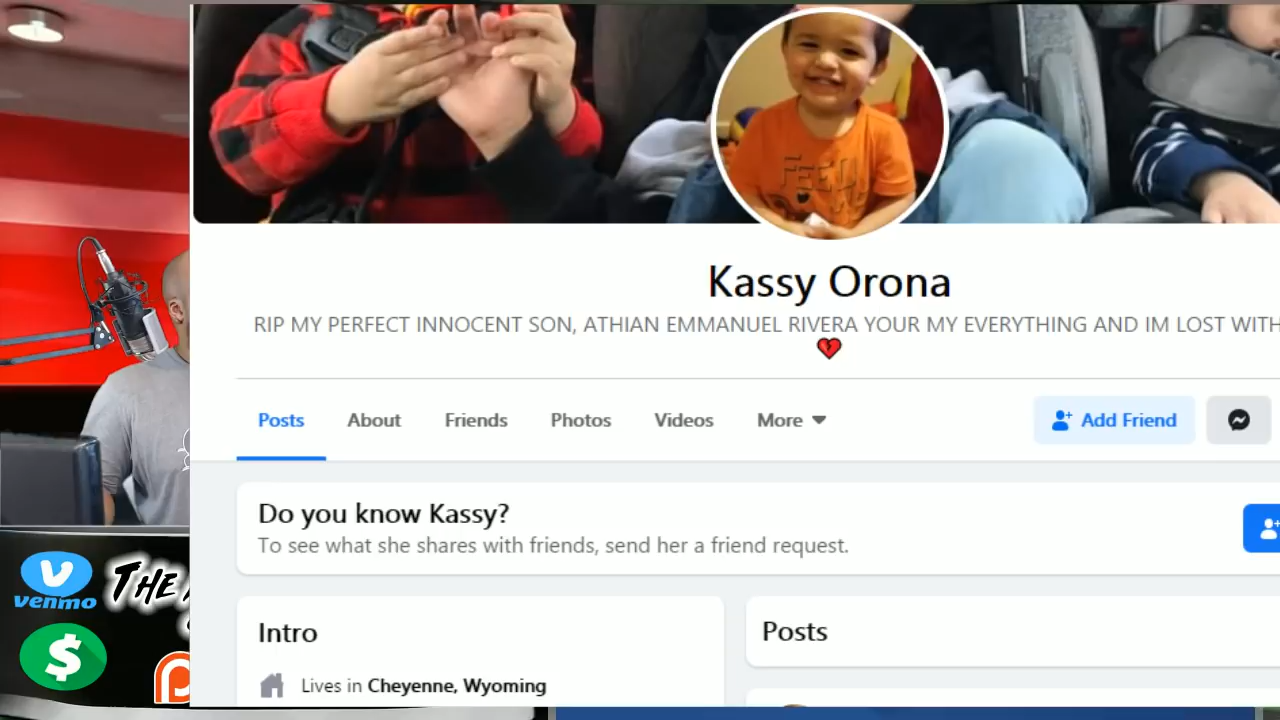 FEED
Kassy Orona
RIP MY PERFECT INNOCENT SON, ATHIAN EMMANUEL RIVERA YOUR MY EVERYTHING AND IM LOST WITH
Posts
About
Friends
Photos
Videos
More
Add Friend
Do you know Kassy?
To see what she shares with friends, send her a friend request.
Intro
Posts
Lives in Cheyenne, Wyoming
venmo
THE
$